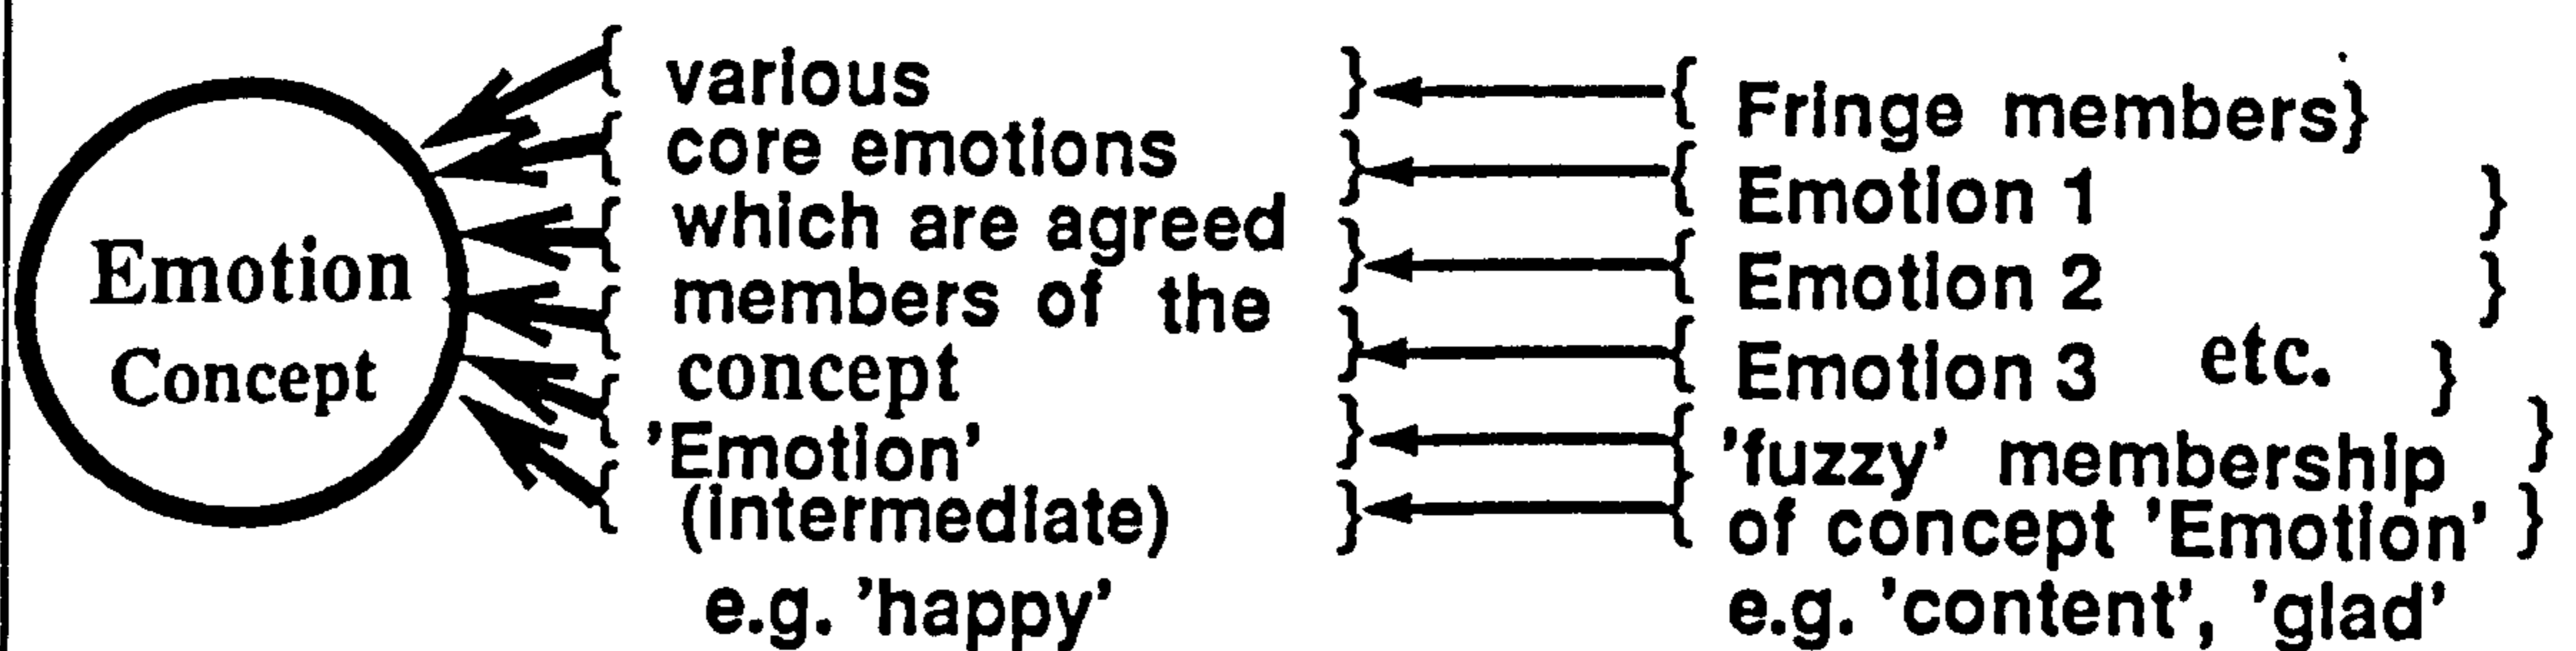 Emotion
Concept
{ various }
{ core emotions }
{ which are agreed }
{ members of the }
{ concept }
'Emotion'
{ (intermediate) }
e.g. 'happy'
{ Fringe members}
{ Emotion 1 }
{ Emotion 2 }
{ Emotion 3 etc. }
{ 'fuzzy' membership }
{ of concept 'Emotion' }
e.g. 'content', 'glad'